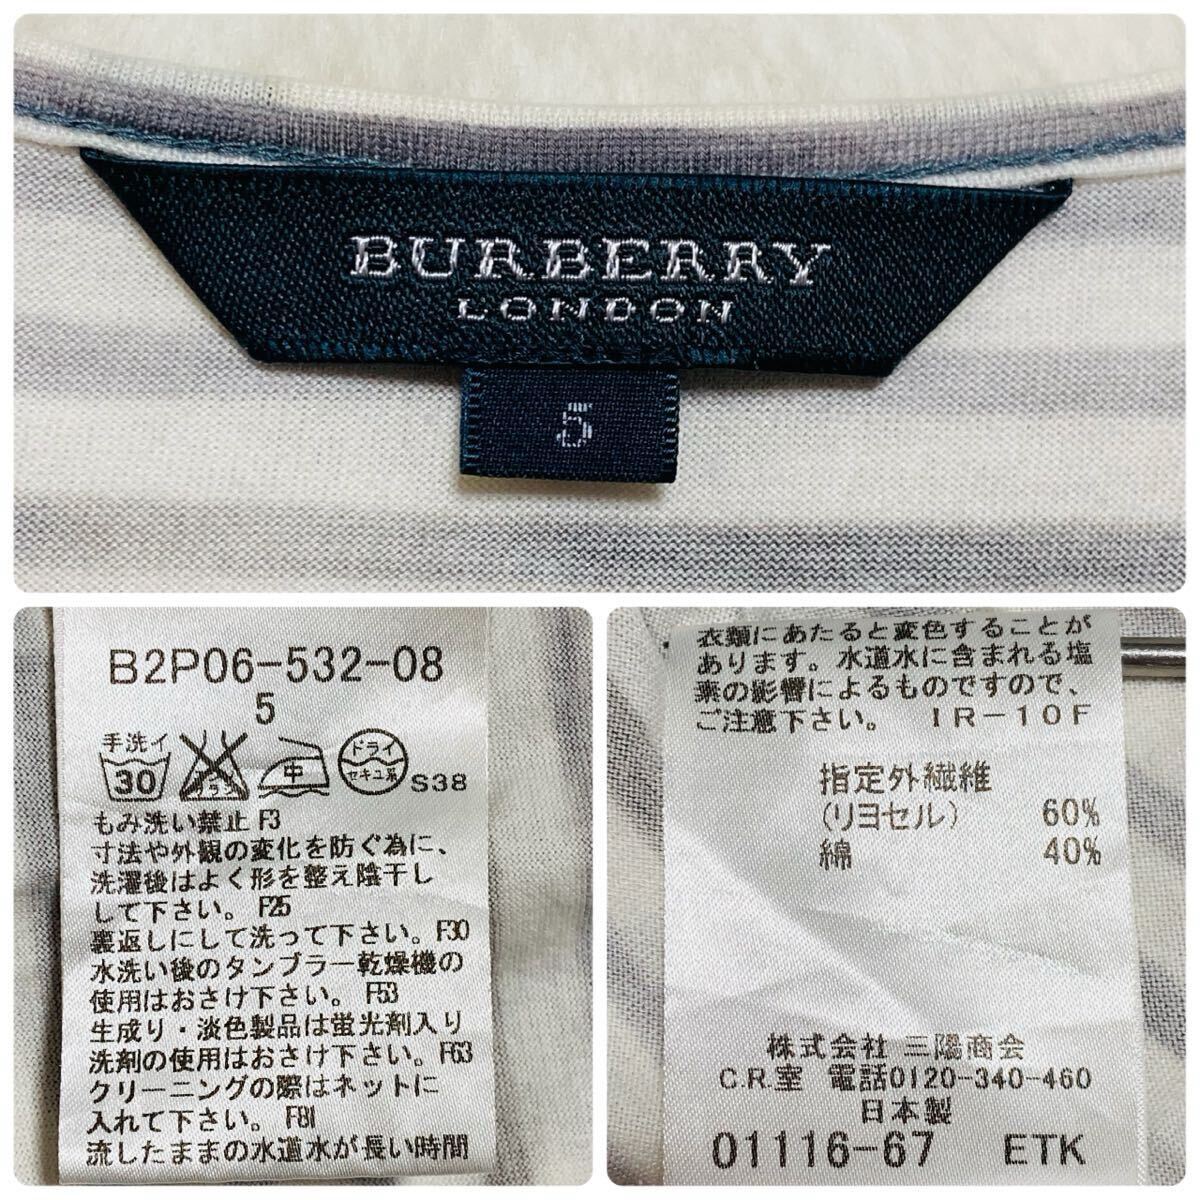 BURBERRY
LONDON
5
B2P06-532-08
5
手洗イ
30
エンソ
サラシ
中
ドライ
セキユ系
S38
もみ洗い禁止 F3
寸法や外観の変化を防ぐ為に、
洗濯後はよく形を整え陰干し
して下さい。 F25
裏返しにして洗って下さい。F30
水洗い後のタンブラー乾燥機の
使用はおさけ下さい。 F53
生成り・淡色製品は蛍光剤入り
洗剤の使用はおさけ下さい。F63
クリーニングの際はネットに
入れて下さい。 F81
流したままの水道水が長い時間
衣類にあたると変色することが
あります。水道水に含まれる塩
素の影響によるものですので、
ご注意下さい。 IR-10F
指定外繊維
(リヨセル) 60%
綿 40%
株式会社 三陽商会
C.R.室 電話0120-340-460
日本製
01116-67 ETK